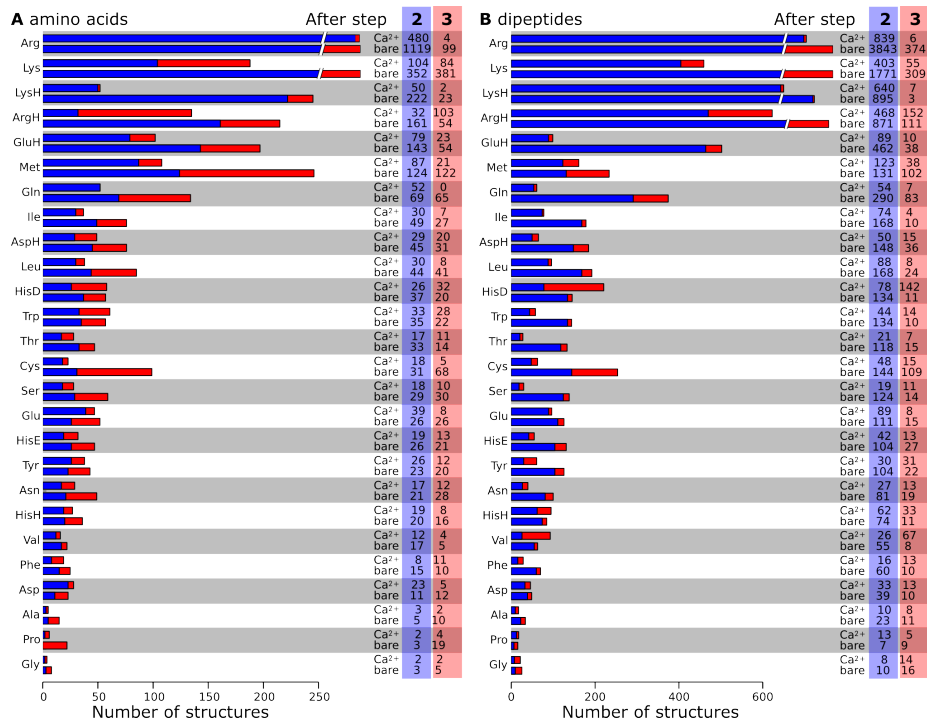 A amino acids After step 2 3
Arg Ca²⁺ 480 4
bare 1119 99
Lys Ca²⁺ 104 84
bare 352 381
LysH Ca²⁺ 50 2
bare 222 23
ArgH Ca²⁺ 32 103
bare 161 54
GluH Ca²⁺ 79 23
bare 143 54
Met Ca²⁺ 87 21
bare 124 122
Gln Ca²⁺ 52 0
bare 69 65
Ile Ca²⁺ 30 7
bare 49 27
AspH Ca²⁺ 29 20
bare 45 31
Leu Ca²⁺ 30 8
bare 44 41
HisD Ca²⁺ 26 32
bare 37 20
Trp Ca²⁺ 33 28
bare 35 22
Thr Ca²⁺ 17 11
bare 33 14
Cys Ca²⁺ 18 5
bare 31 68
Ser Ca²⁺ 18 10
bare 29 30
Glu Ca²⁺ 39 8
bare 26 26
HisE Ca²⁺ 19 13
bare 26 21
Tyr Ca²⁺ 26 12
bare 23 20
Asn Ca²⁺ 17 12
bare 21 28
HisH Ca²⁺ 19 8
bare 20 16
Val Ca²⁺ 12 4
bare 17 5
Phe Ca²⁺ 8 11
bare 15 10
Asp Ca²⁺ 23 5
bare 11 12
Ala Ca²⁺ 3 2
bare 5 10
Pro Ca²⁺ 2 4
bare 3 19
Gly Ca²⁺ 2 2
bare 3 5
0 50 100 150 200 250
Number of structures
B dipeptides After step 2 3
Arg Ca²⁺ 839 6
bare 3843 374
Lys Ca²⁺ 403 55
bare 1771 309
LysH Ca²⁺ 640 7
bare 895 3
ArgH Ca²⁺ 468 152
bare 871 111
GluH Ca²⁺ 89 10
bare 462 38
Met Ca²⁺ 123 38
bare 131 102
Gln Ca²⁺ 54 7
bare 290 83
Ile Ca²⁺ 74 4
bare 168 10
AspH Ca²⁺ 50 15
bare 148 36
Leu Ca²⁺ 88 8
bare 168 24
HisD Ca²⁺ 78 142
bare 134 11
Trp Ca²⁺ 44 14
bare 134 10
Thr Ca²⁺ 21 7
bare 118 15
Cys Ca²⁺ 48 15
bare 144 109
Ser Ca²⁺ 19 11
bare 124 14
Glu Ca²⁺ 89 8
bare 111 15
HisE Ca²⁺ 42 13
bare 104 27
Tyr Ca²⁺ 30 31
bare 104 22
Asn Ca²⁺ 27 13
bare 81 19
HisH Ca²⁺ 62 33
bare 74 11
Val Ca²⁺ 26 67
bare 55 8
Phe Ca²⁺ 16 13
bare 60 10
Asp Ca²⁺ 33 13
bare 39 10
Ala Ca²⁺ 10 8
bare 23 11
Pro Ca²⁺ 13 5
bare 7 9
Gly Ca²⁺ 8 14
bare 10 16
0 200 400 600
Number of structures